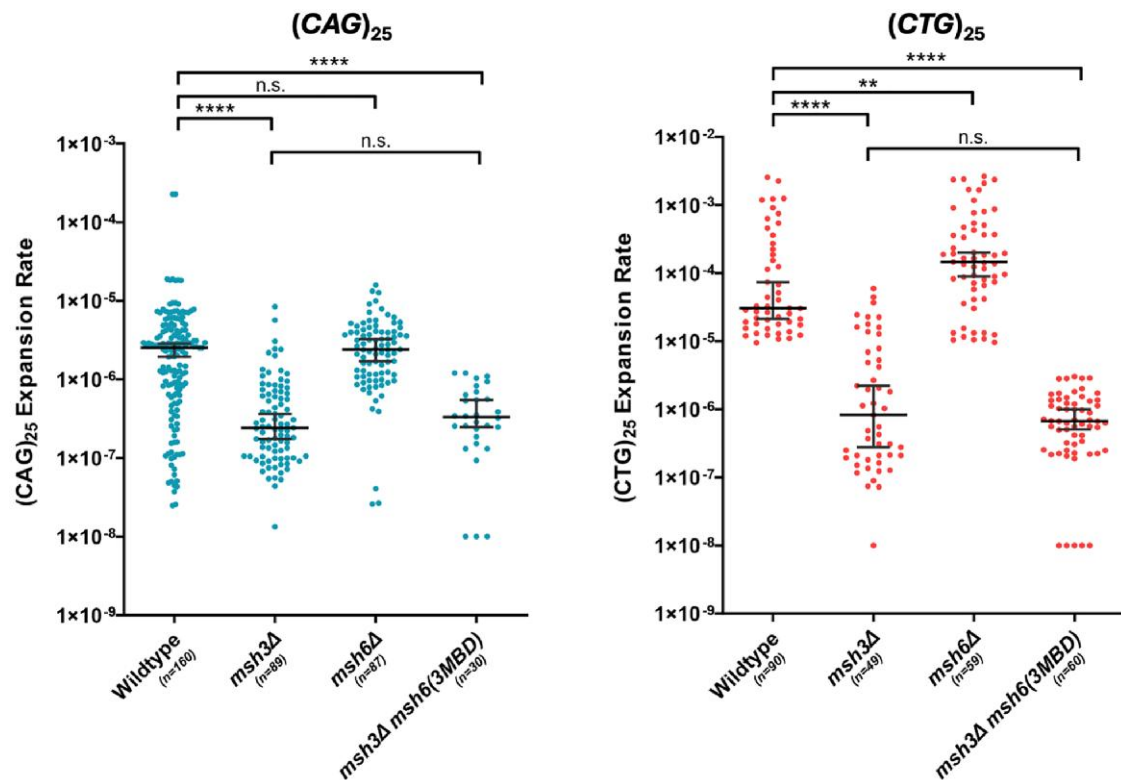 (CAG)₂₅
****
n.s.
****
n.s.
(CAG)₂₅ Expansion Rate
1×10⁻³
1×10⁻⁴
1×10⁻⁵
1×10⁻⁶
1×10⁻⁷
1×10⁻⁸
1×10⁻⁹
Wildtype
(n=160)
msh3Δ
(n=89)
msh6Δ
(n=87)
msh3Δ msh6(3MBD)
(n=30)
(CTG)₂₅
****
**
****
n.s.
(CTG)₂₅ Expansion Rate
1×10⁻²
1×10⁻³
1×10⁻⁴
1×10⁻⁵
1×10⁻⁶
1×10⁻⁷
1×10⁻⁸
1×10⁻⁹
Wildtype
(n=90)
msh3Δ
(n=49)
msh6Δ
(n=59)
msh3Δ msh6(3MBD)
(n=60)